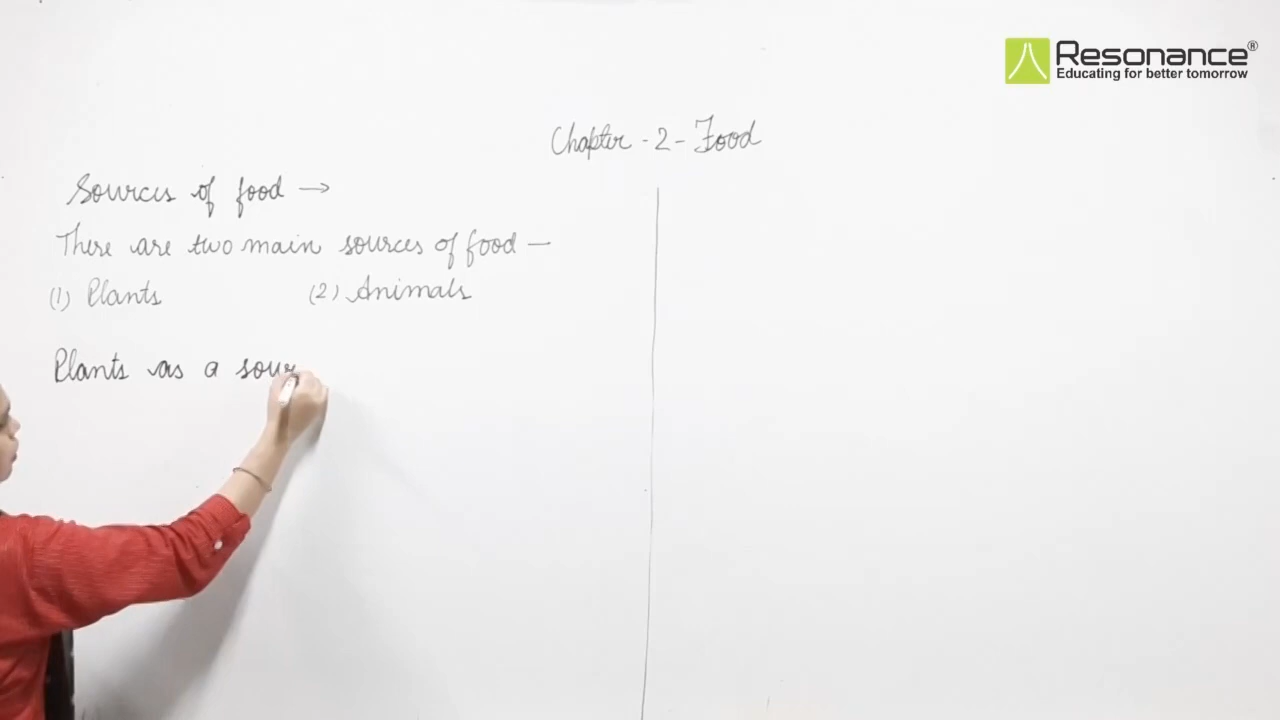 Resonance®
Educating for better tomorrow
Chapter - 2 - Food
Sources of food →
There are two main sources of food —
(1) Plants (2) Animals
Plants as a sour